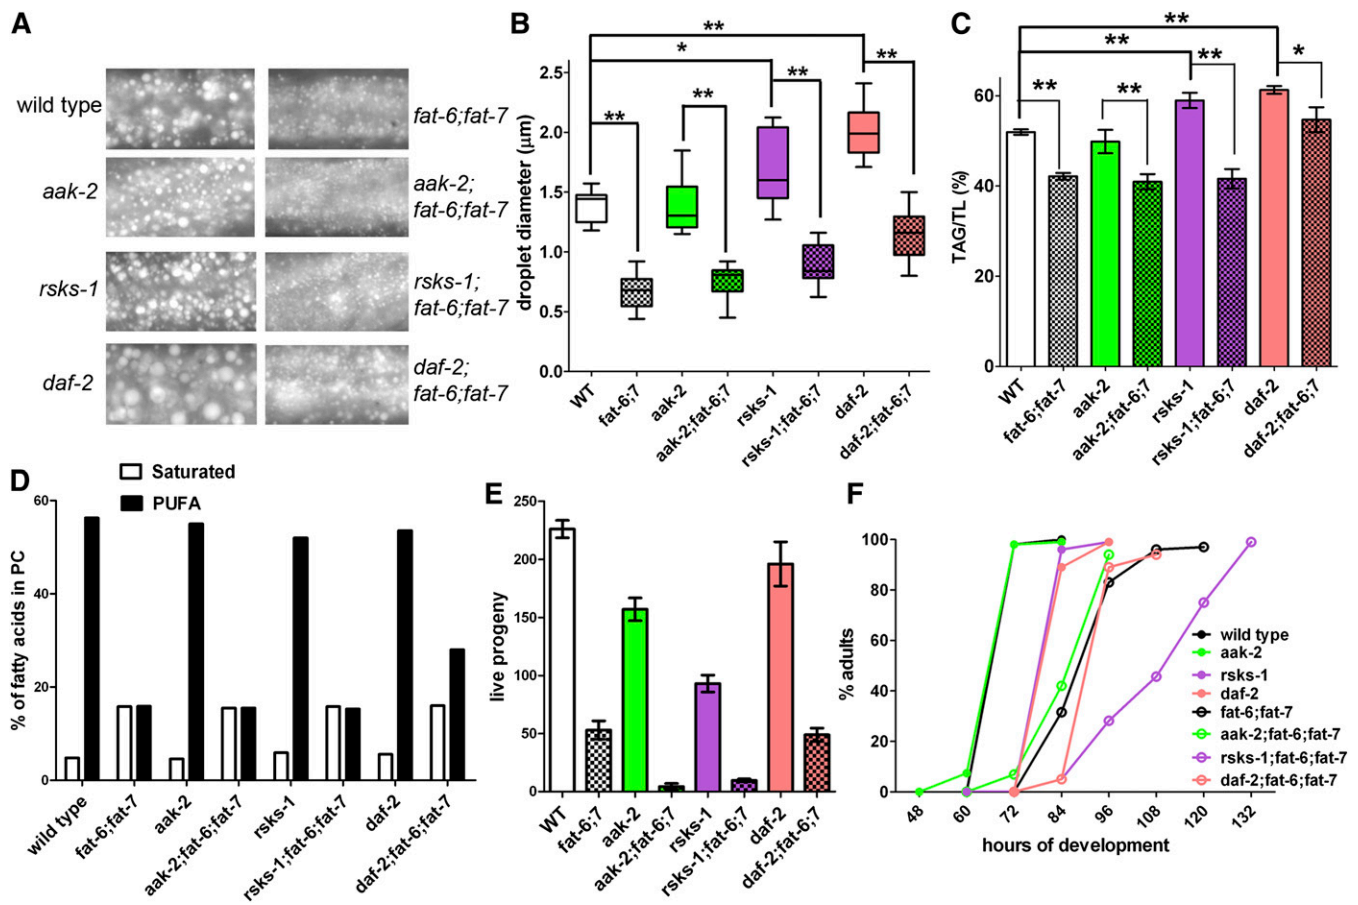 A
wild type
fat-6;fat-7
aak-2
aak-2;
fat-6;fat-7
rsks-1
rsks-1;
fat-6;fat-7
daf-2
daf-2;
fat-6;fat-7
B
droplet diameter (μm)
2.5
2.0
1.5
1.0
0.5
0.0
**
*
**
**
**
**
WT
fat-6;7
aak-2
aak-2;fat-6;7
rsks-1
rsks-1;fat-6;7
daf-2
daf-2;fat-6;7
C
TAG/TL (%)
60
40
20
0
**
**
**
*
**
**
WT
fat-6;fat-7
aak-2
aak-2;fat-6;7
rsks-1
rsks-1;fat-6;7
daf-2
daf-2;fat-6;7
D
Saturated
PUFA
% of fatty acids in PC
60
40
20
0
wild type
fat-6;fat-7
aak-2
aak-2;fat-6;fat-7
rsks-1
rsks-1;fat-6;fat-7
daf-2
daf-2;fat-6;fat-7
E
live progeny
250
200
150
100
50
0
WT
fat-6;7
aak-2
aak-2;fat-6;7
rsks-1
rsks-1;fat-6;7
daf-2
daf-2;fat-6;7
F
% adults
100
80
60
40
20
0
48
60
72
84
96
108
120
132
hours of development
wild type
aak-2
rsks-1
daf-2
fat-6;fat-7
aak-2;fat-6;fat-7
rsks-1;fat-6;fat-7
daf-2;fat-6;fat-7